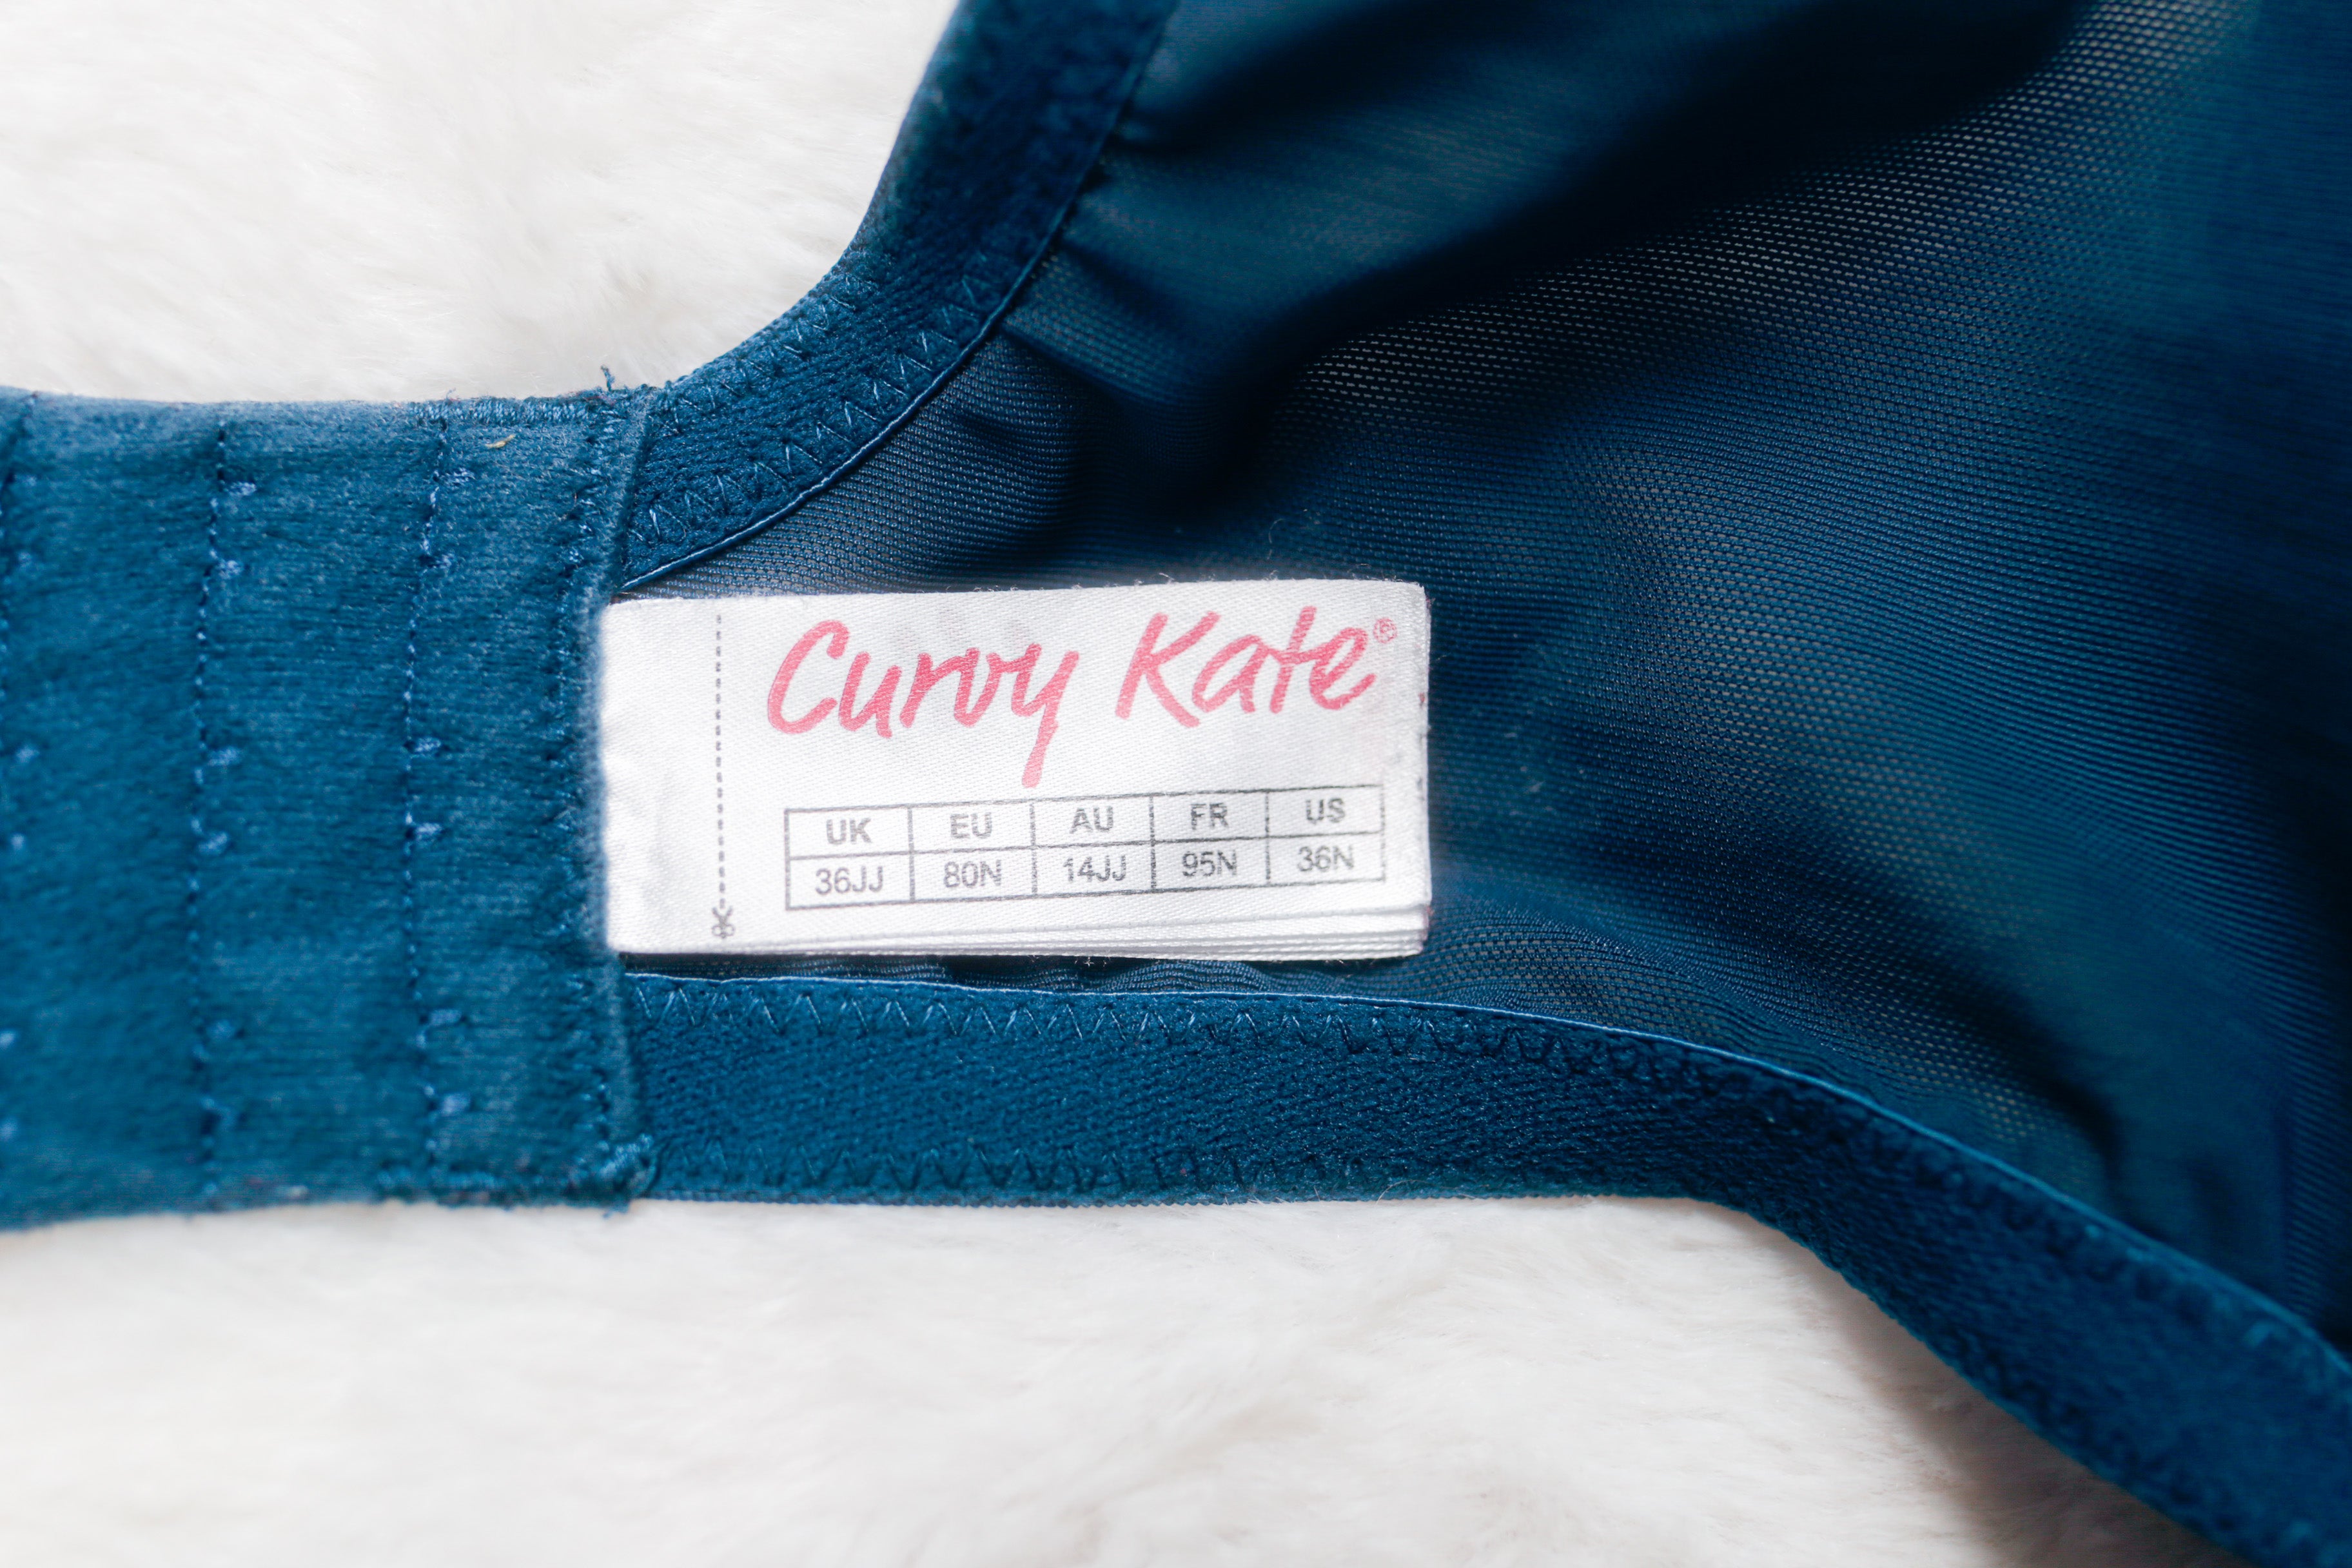 Curvy Kate®
UK EU AU FR US
36JJ 80N 14JJ 95N 36N